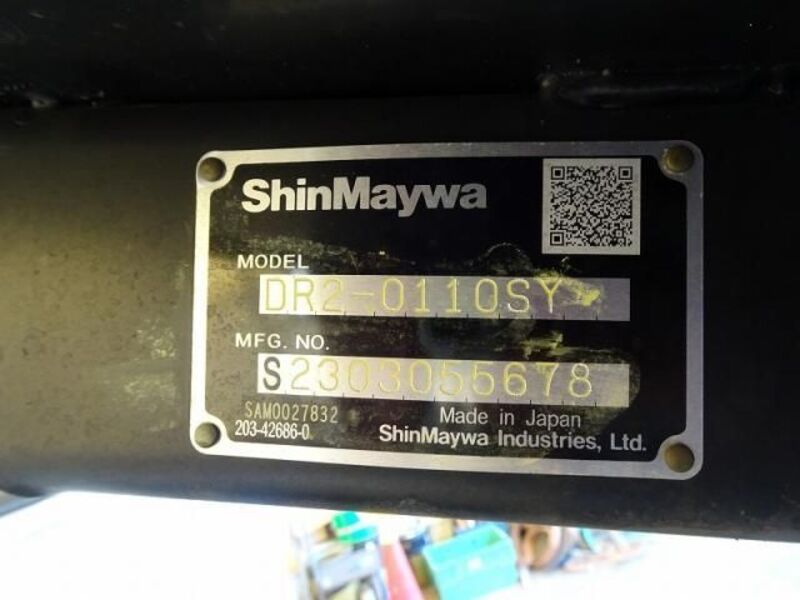 ShinMaywa
MODEL
DR2-0110SY
MFG. NO.
S2303055678
SAM0027832
203-42686-0
Made in Japan
ShinMaywa Industries, Ltd.